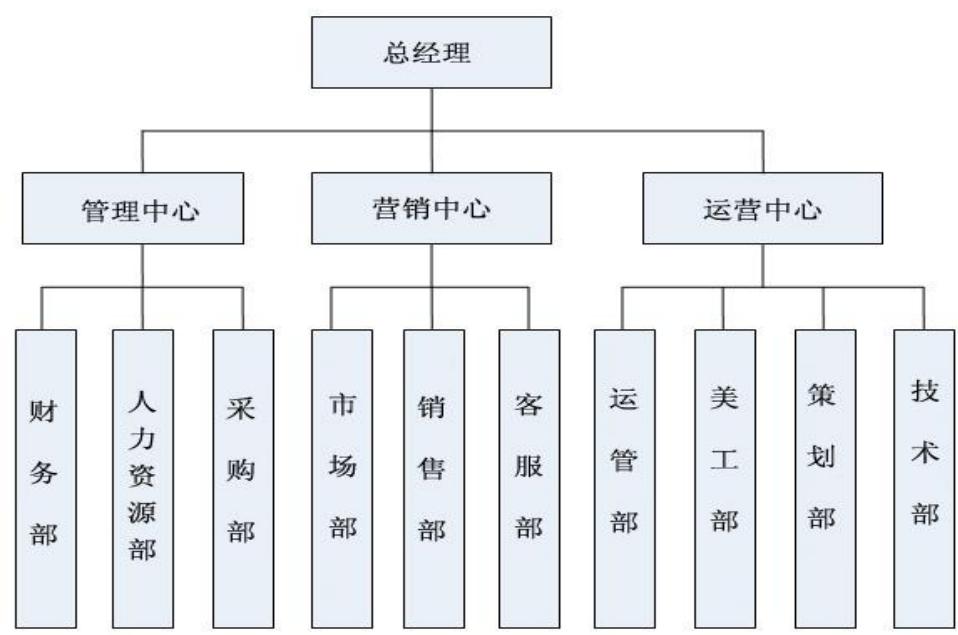 总经理
管理中心
营销中心
运营中心
财务部
人力资源部
采购部
市场部
销售部
客服部
运管部
美工部
策划部
技术部